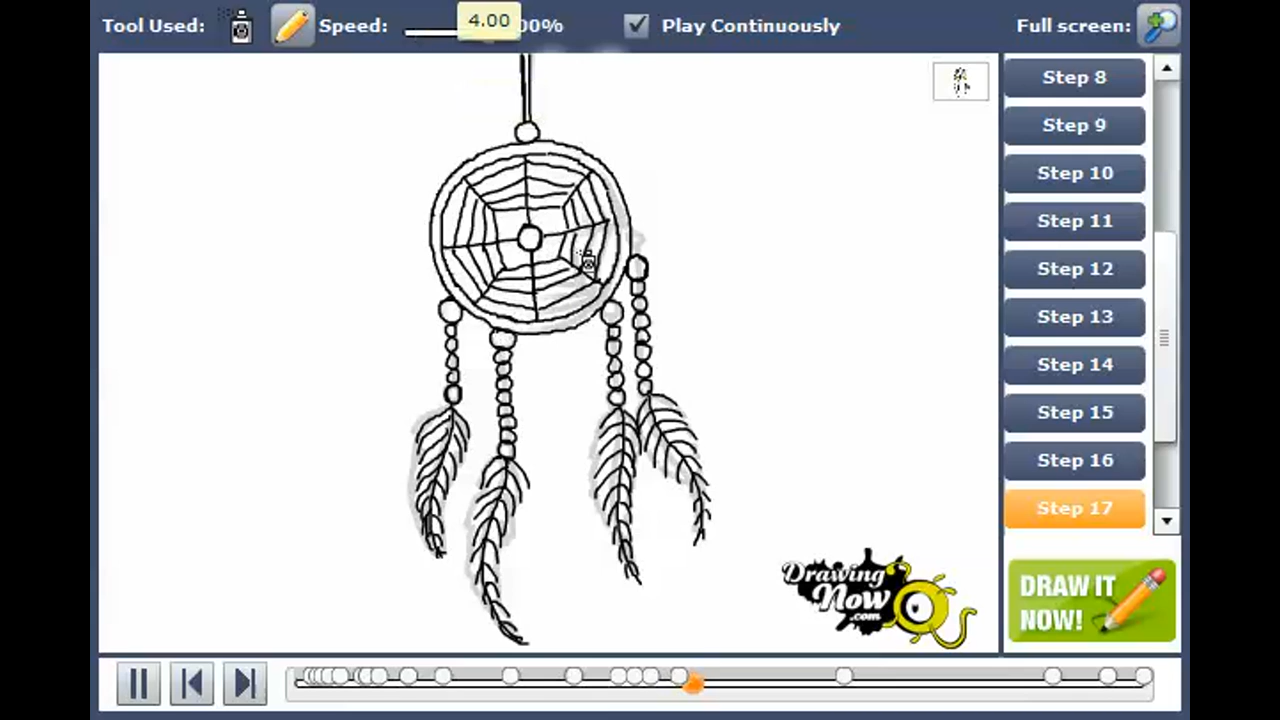 Tool Used: Speed: 4.00 00% Play Continuously Full screen:
Step 8
Step 9
Step 10
Step 11
Step 12
Step 13
Step 14
Step 15
Step 16
Step 17
Drawing
Now
.com
DRAW IT
NOW!